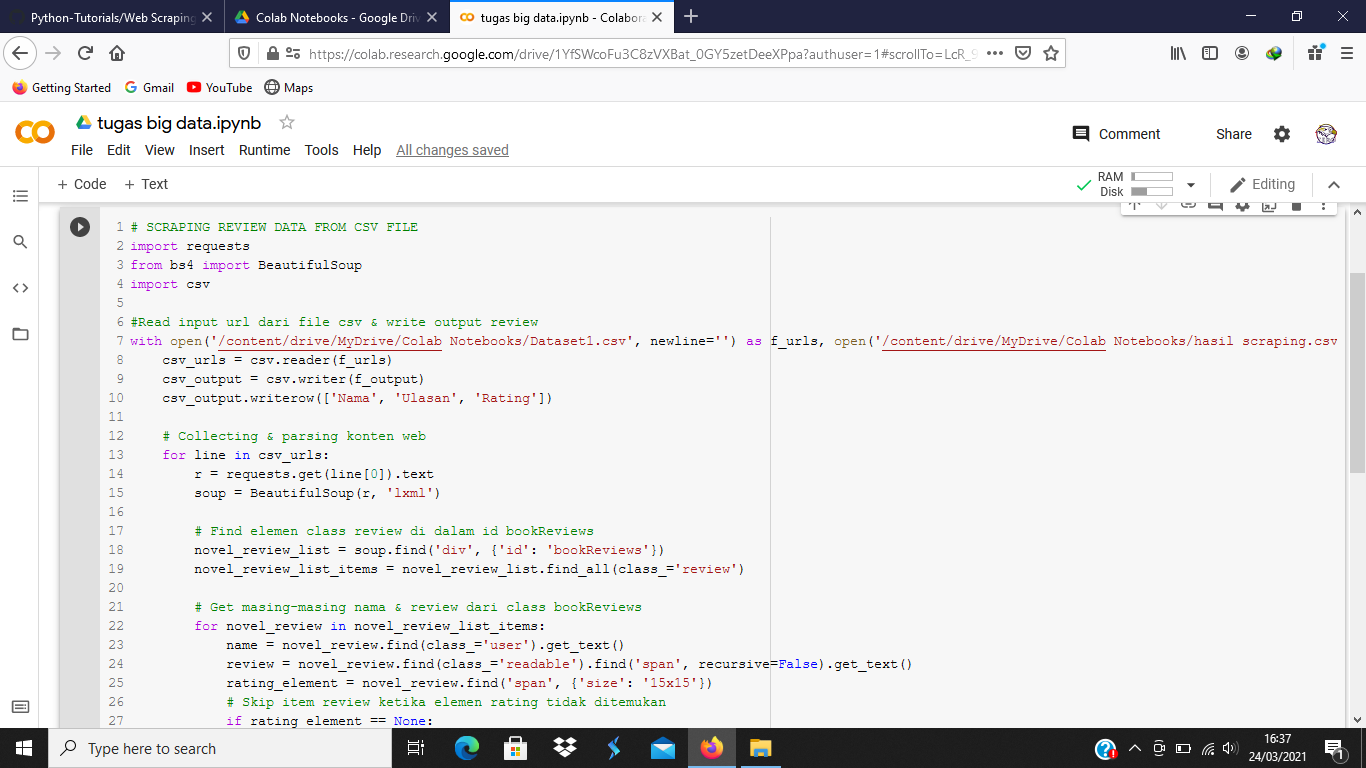 Python-Tutorials/Web Scraping
Colab Notebooks - Google Driv
tugas big data.ipynb - Colabora
https://colab.research.google.com/drive/1YfSWcoFu3C8zVXBat_0GY5zetDeeXPpa?authuser=1#scrollTo=LcR_9
Getting Started Gmail YouTube Maps
tugas big data.ipynb
File Edit View Insert Runtime Tools Help All changes saved
Comment Share
+ Code + Text
RAM
Disk
Editing
1 # SCRAPING REVIEW DATA FROM CSV FILE
2 import requests
3 from bs4 import BeautifulSoup
4 import csv
5
6 #Read input url dari file csv & write output review
7 with open('/content/drive/MyDrive/Colab Notebooks/Dataset1.csv', newline='') as f_urls, open('/content/drive/MyDrive/Colab Notebooks/hasil scraping.csv
8     csv_urls = csv.reader(f_urls)
9     csv_output = csv.writer(f_output)
10     csv_output.writerow(['Nama', 'Ulasan', 'Rating'])
11
12     # Collecting & parsing konten web
13     for line in csv_urls:
14         r = requests.get(line[0]).text
15         soup = BeautifulSoup(r, 'lxml')
16
17         # Find elemen class review di dalam id bookReviews
18         novel_review_list = soup.find('div', {'id': 'bookReviews'})
19         novel_review_list_items = novel_review_list.find_all(class_='review')
20
21         # Get masing-masing nama & review dari class bookReviews
22         for novel_review in novel_review_list_items:
23             name = novel_review.find(class_='user').get_text()
24             review = novel_review.find(class_='readable').find('span', recursive=False).get_text()
25             rating_element = novel_review.find('span', {'size': '15x15'})
26             # Skip item review ketika elemen rating tidak ditemukan
27             if rating_element == None:
Type here to search
16:37
24/03/2021
1